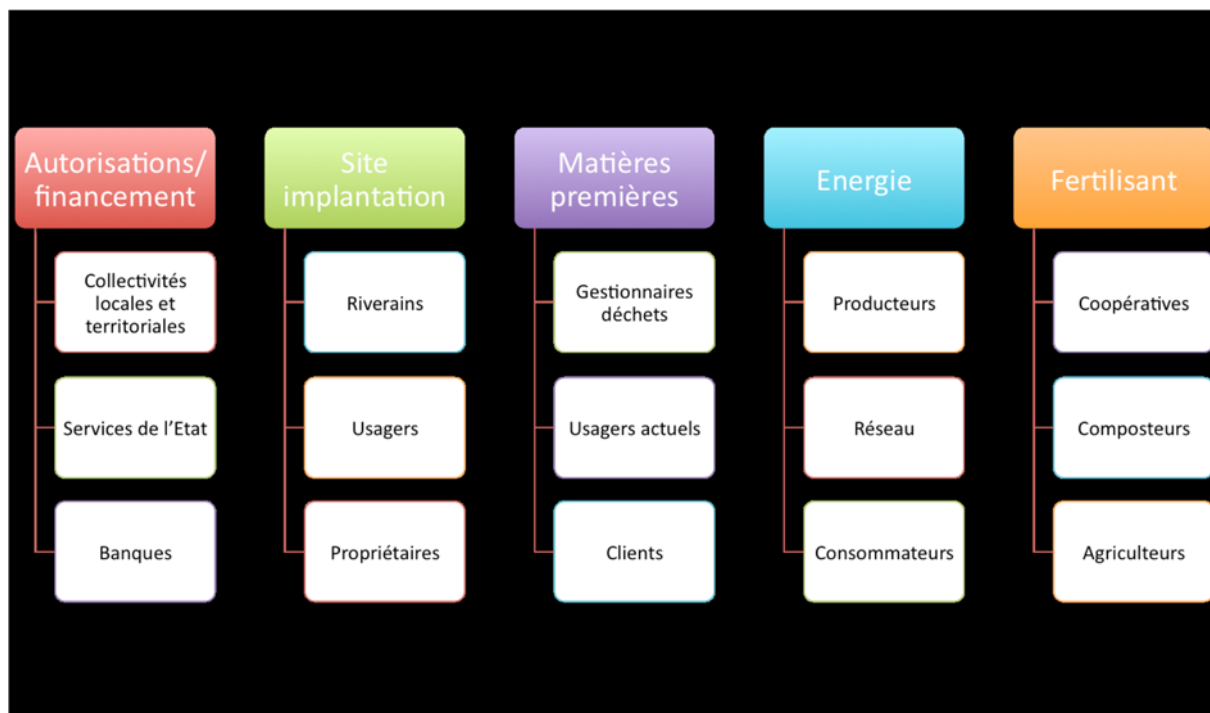 Autorisations/
financement
Collectivités
locales et
territoriales
Services de l'Etat
Banques
Site
implantation
Riverains
Usagers
Propriétaires
Matières
premières
Gestionnaires
déchets
Usagers actuels
Clients
Energie
Producteurs
Réseau
Consommateurs
Fertilisant
Coopératives
Composteurs
Agriculteurs